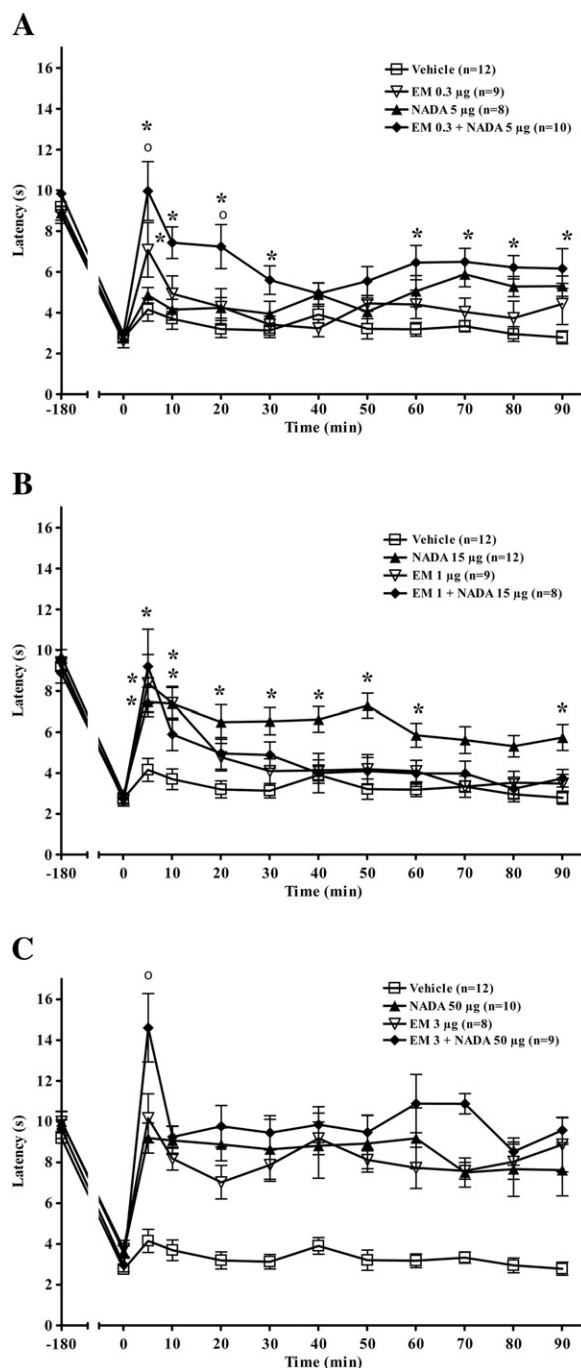 A
16
14
12
10
8
6
4
2
0
Latency (s)
Vehicle (n=12)
EM 0.3 µg (n=9)
NADA 5 µg (n=8)
EM 0.3 + NADA 5 µg (n=10)
* * * * * * * * *
o o
-180 0 10 20 30 40 50 60 70 80 90
Time (min)
B
16
14
12
10
8
6
4
2
0
Latency (s)
Vehicle (n=12)
NADA 15 µg (n=12)
EM 1 µg (n=9)
EM 1 + NADA 15 µg (n=8)
* * * * * * * * * * *
-180 0 10 20 30 40 50 60 70 80 90
Time (min)
C
16
14
12
10
8
6
4
2
0
Latency (s)
Vehicle (n=12)
NADA 50 µg (n=10)
EM 3 µg (n=8)
EM 3 + NADA 50 µg (n=9)
o
-180 0 10 20 30 40 50 60 70 80 90
Time (min)